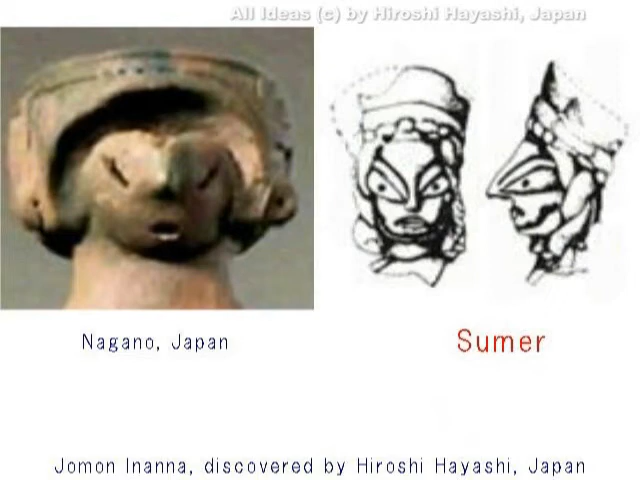 All Ideas (c) by Hiroshi Hayashi, Japan
Nagano, Japan
Sumer
Jomon Inanna, discovered by Hiroshi Hayashi, Japan